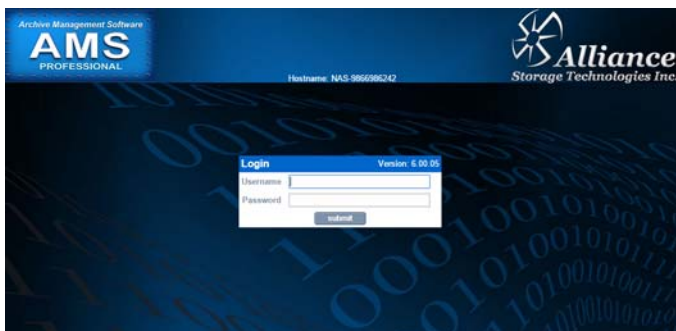 Archive Management Software
AMS
PROFESSIONAL
Hostname: NAS-9866986242
Alliance
Storage Technologies Inc.
Login
Version: 6.00.05
Username
Password
submit